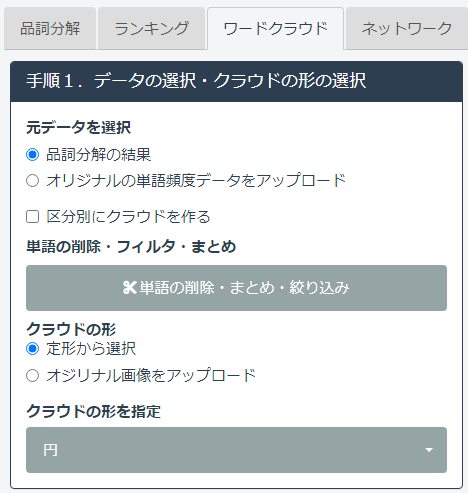 品詞分解 ランキング ワードクラウド ネットワーク
手順１．データの選択・クラウドの形の選択
元データを選択
品詞分解の結果
オリジナルの単語頻度データをアップロード
区分別にクラウドを作る
単語の削除・フィルタ・まとめ
単語の削除・まとめ・絞り込み
クラウドの形
定形から選択
オジリナル画像をアップロード
クラウドの形を指定
円